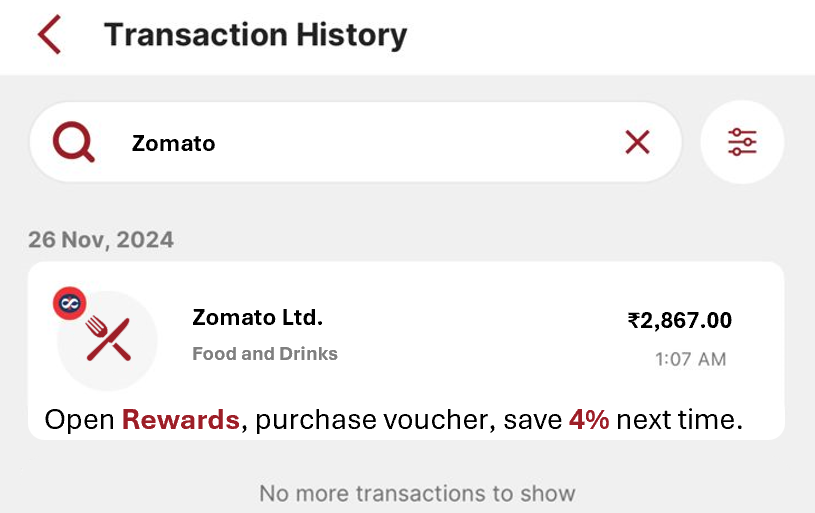 Transaction History
Zomato
26 Nov, 2024
Zomato Ltd.
₹2,867.00
Food and Drinks
1:07 AM
Open Rewards, purchase voucher, save 4% next time.
No more transactions to show